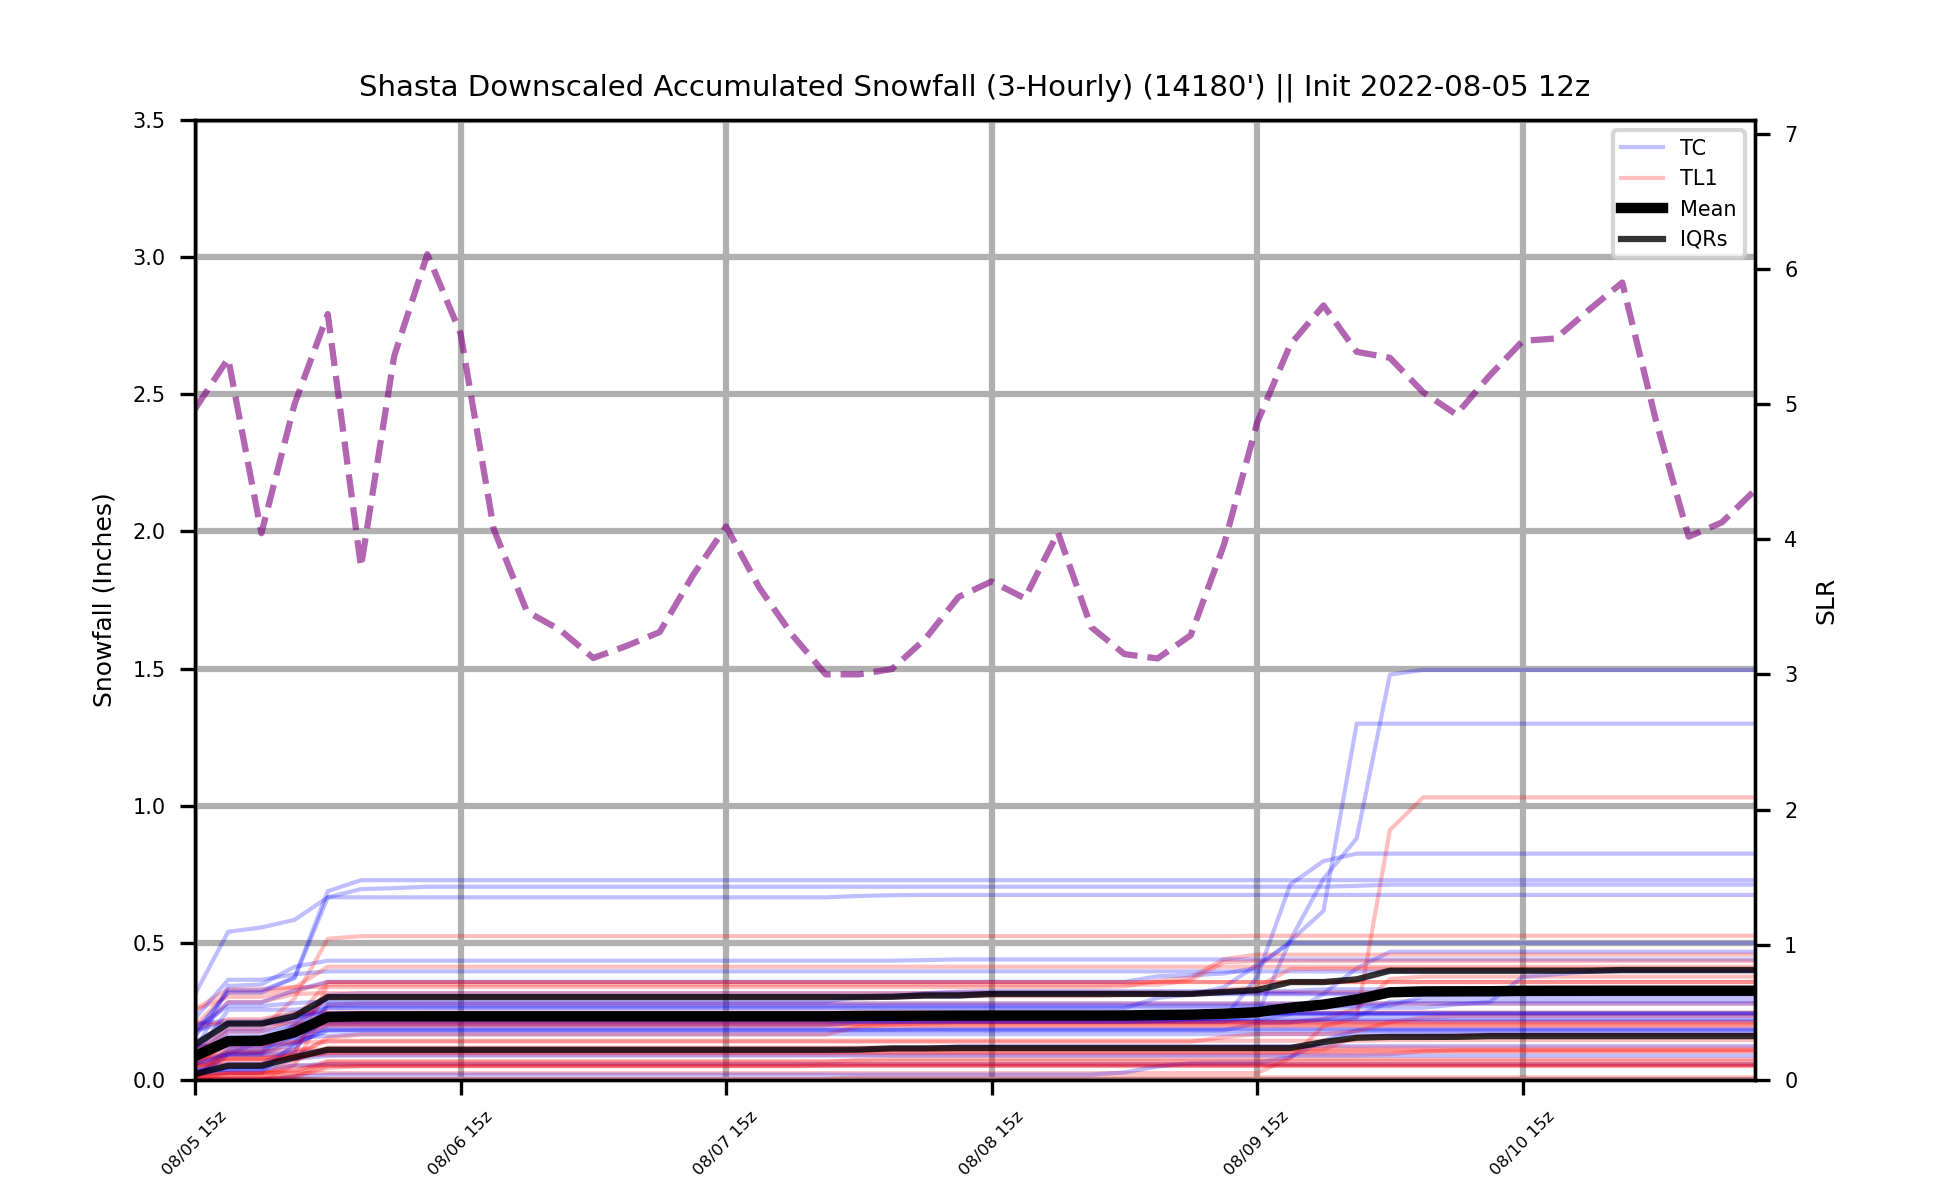 Shasta Downscaled Accumulated Snowfall (3-Hourly) (14180') || Init 2022-08-05 12z
3.5
3.0
2.5
2.0
1.5
1.0
0.5
0.0
Snowfall (Inches)
7
6
5
4
3
2
1
0
SLR
TC
TL1
Mean
IQRs
08/05 15z
08/06 15z
08/07 15z
08/08 15z
08/09 15z
08/10 15z